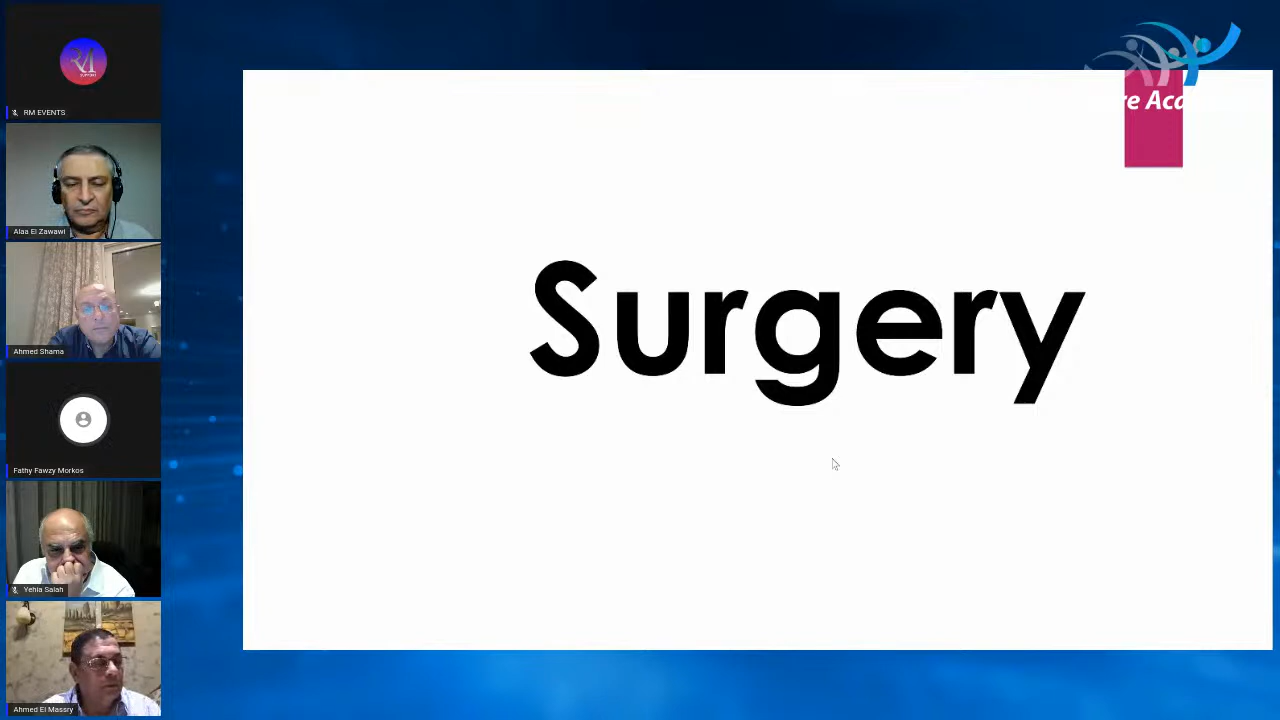 RM EVENTS
Alaa El Zawawi
Ahmed Shama
Fathy Fawzy Morkos
Yehia Salah
Ahmed El Massry
Surgery